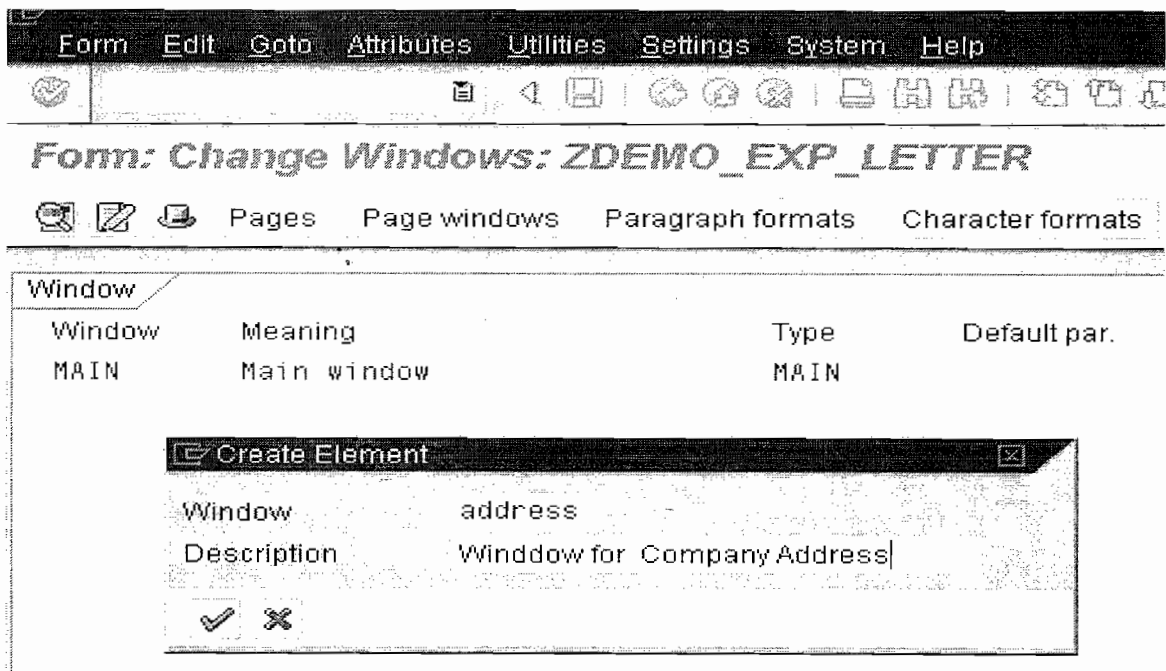 Form Edit Goto Attributes Utilities Settings System Help
Form: Change Windows: ZDEMO_EXP_LETTER
Pages Page windows Paragraph formats Character formats
Window
Window Meaning Type Default par.
MAIN Main window MAIN
Create Element
Window address
Description Winddow for Company Address